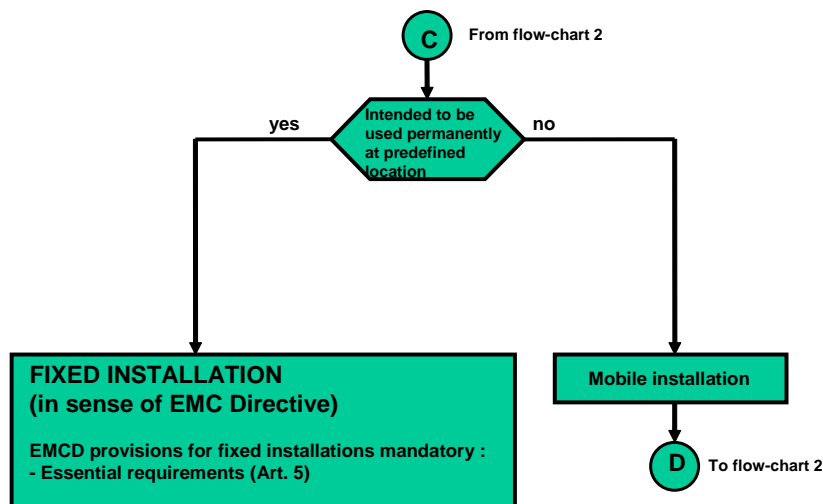 C
From flow-chart 2
Intended to be
used permanently
at predefined
location
yes
no
FIXED INSTALLATION
(in sense of EMC Directive)
EMCD provisions for fixed installations mandatory :
- Essential requirements (Art. 5)
Mobile installation
D
To flow-chart 2